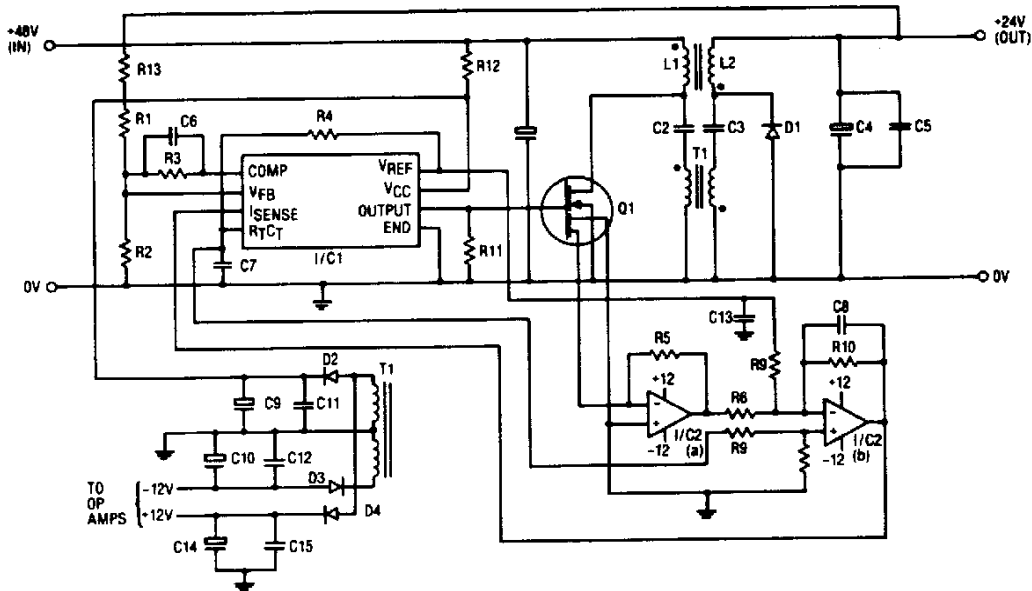 +48V
(IN)
+24V
(OUT)
R13
R12
L1
L2
R1
C6
R4
R3
C2
C3
D1
C4
C5
COMP
VREF
T1
VFB
VCC
ISENSE
OUTPUT
Q1
RTCT
END
R2
C7
I/C1
R11
0V
0V
C13
C8
R5
R9
R10
D2
T1
+12
+12
C9
C11
R6
-12
I/C2
(a)
R9
-12
I/C2
(b)
C10
C12
D3
TO
OP
AMPS
-12V
+12V
D4
C14
C15